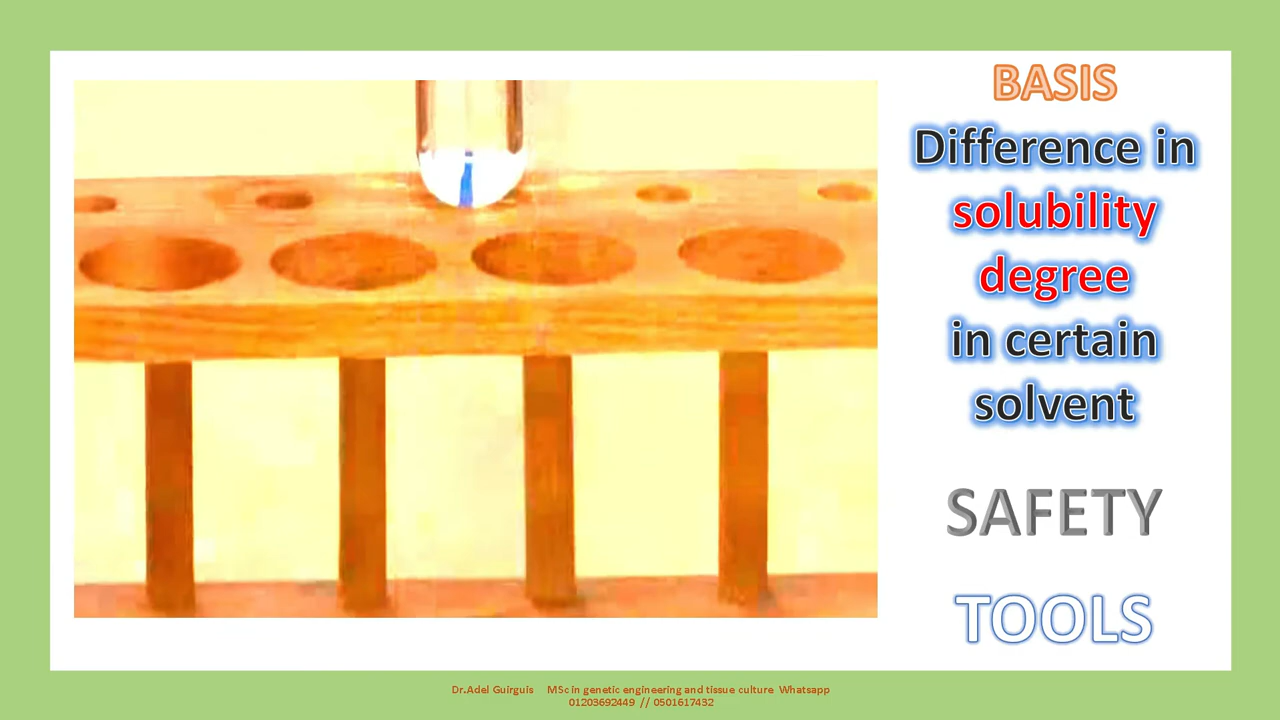 BASIS
Difference in
solubility
degree
in certain
solvent
SAFETY
TOOLS
Dr.Adel Guirguis MSc in genetic engineering and tissue culture Whatsapp
01203692449 // 0501617432